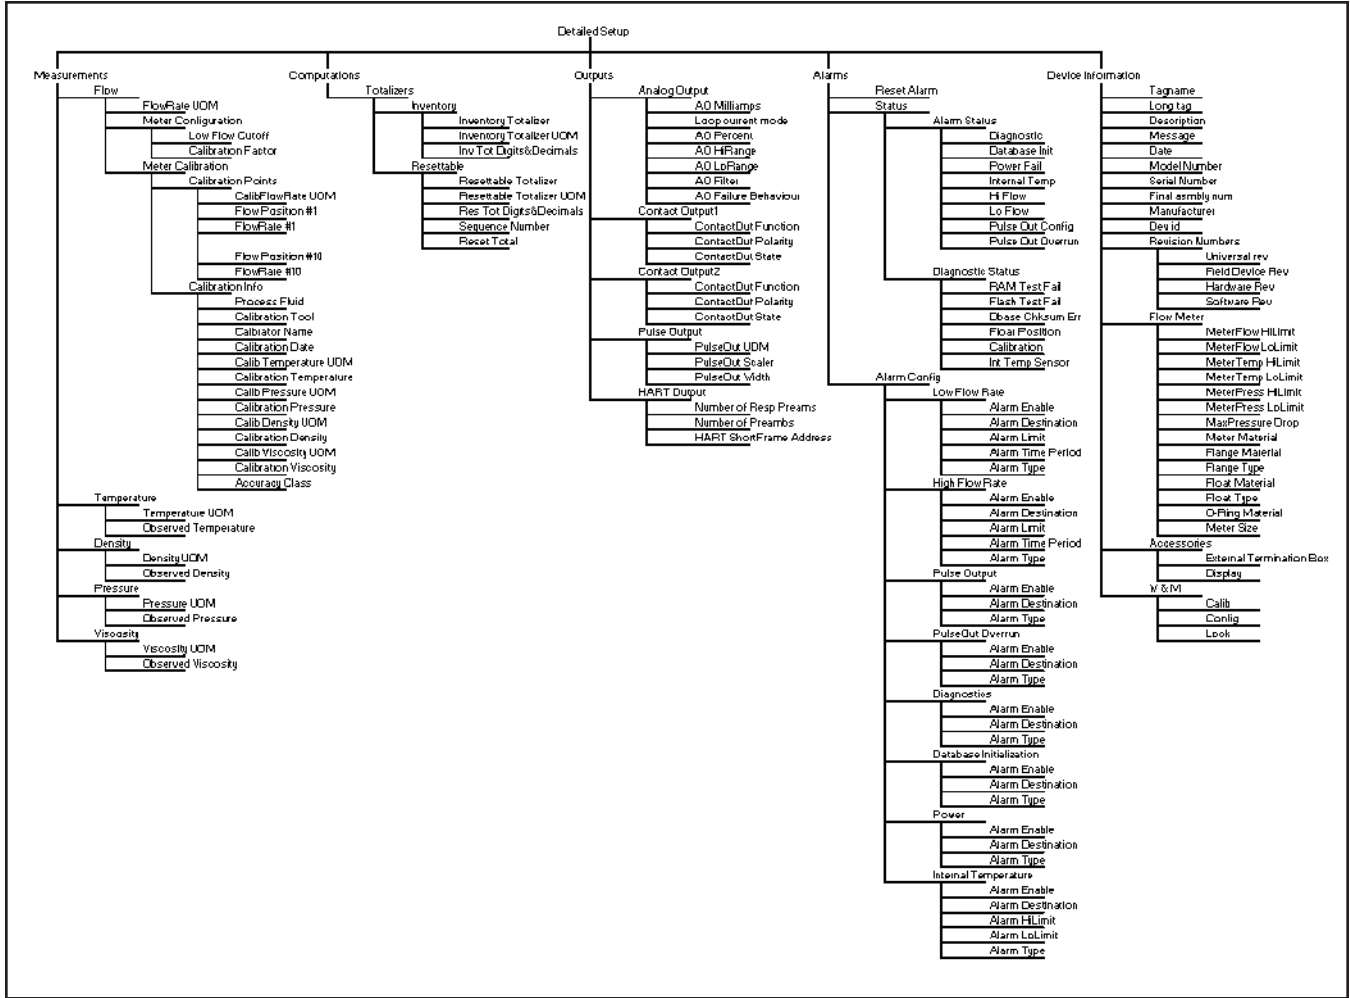 Detailed Setup
Measurements
Flow
FlowRate UOM
Meter Configuration
Low Flow Cutoff
Calibration Factor
Meter Calibration
Calibration Points
CalibFlowRate UOM
Flow Position #1
FlowRate #1
Flow Position #10
FlowRate #10
Calibration Info
Process Fluid
Calibration Tool
Calbiator Name
Calibration Date
Calib Temperature UOM
Calibration Temperature
Calib Pressure UOM
Calibration Pressure
Calib Density UOM
Calibration Density
Calib Viscosity UOM
Calibration Viscosity
Accuracy Class
Temperature
Temperature UOM
Observed Temperature
Density
Density UOM
Observed Density
Pressure
Pressure UOM
Observed Pressure
Viscosity
Viscosity UOM
Observed Viscosity
Computations
Totalizers
Inventory
Inventory Totalizer
Inventory Totalizer UOM
Inv Tot Digits&Decimals
Resettable
Resettable Totalizer
Resettable Totalizer UOM
Res Tot Digits&Decimals
Sequence Number
Reset Total
Outputs
Analog Output
AO Milliamps
Loop current mode
AO Percent
AO HiRange
AO LoRange
AO Filter
AO Failure Behaviour
Contact Output1
ContactOut Function
ContactOut Polarity
ContactOut State
Contact Output2
ContactOut Function
ContactOut Polarity
ContactOut State
Pulse Output
PulseOut UOM
PulseOut Scaler
PulseOut Width
HART Output
Number of Resp Preams
Number of Preambs
HART ShortFrame Address
Alarms
Reset Alarm
Status
Alarm Status
Diagnostic
Database Init
Power Fail
Internal Temp
Hi Flow
Lo Flow
Pulse Out Config
Pulse Out Overrun
Diagnostic Status
RAM Test Fail
Flash Test Fail
Dbase Chksum Err
Float Position
Calibration
Int Temp Sensor
Alarm Config
Low Flow Rate
Alarm Enable
Alarm Destination
Alarm Limit
Alarm Time Period
Alarm Type
High Flow Rate
Alarm Enable
Alarm Destination
Alarm Limit
Alarm Time Period
Alarm Type
Pulse Output
Alarm Enable
Alarm Destination
Alarm Type
PulseOut Overrun
Alarm Enable
Alarm Destination
Alarm Type
Diagnostics
Alarm Enable
Alarm Destination
Alarm Type
Database Initialization
Alarm Enable
Alarm Destination
Alarm Type
Power
Alarm Enable
Alarm Destination
Alarm Type
Internal Temperature
Alarm Enable
Alarm Destination
Alarm HiLimit
Alarm LoLimit
Alarm Type
Device Information
Tagname
Long tag
Description
Message
Date
Model Number
Serial Number
Final asmbly num
Manufacturer
Dev id
Revision Numbers
Universal rev
Field Device Rev
Hardware Rev
Software Rev
Flow Meter
MeterFlow HiLimit
MeterFlow LoLimit
MeterTemp HiLimit
MeterTemp LoLimit
MeterPress HiLimit
MeterPress LoLimit
MaxPressure Drop
Meter Material
Flange Material
Flange Type
Float Material
Float Type
O-Ring Material
Meter Size
Accessories
External Termination Box
Display
W & M
Calib
Config
Lock